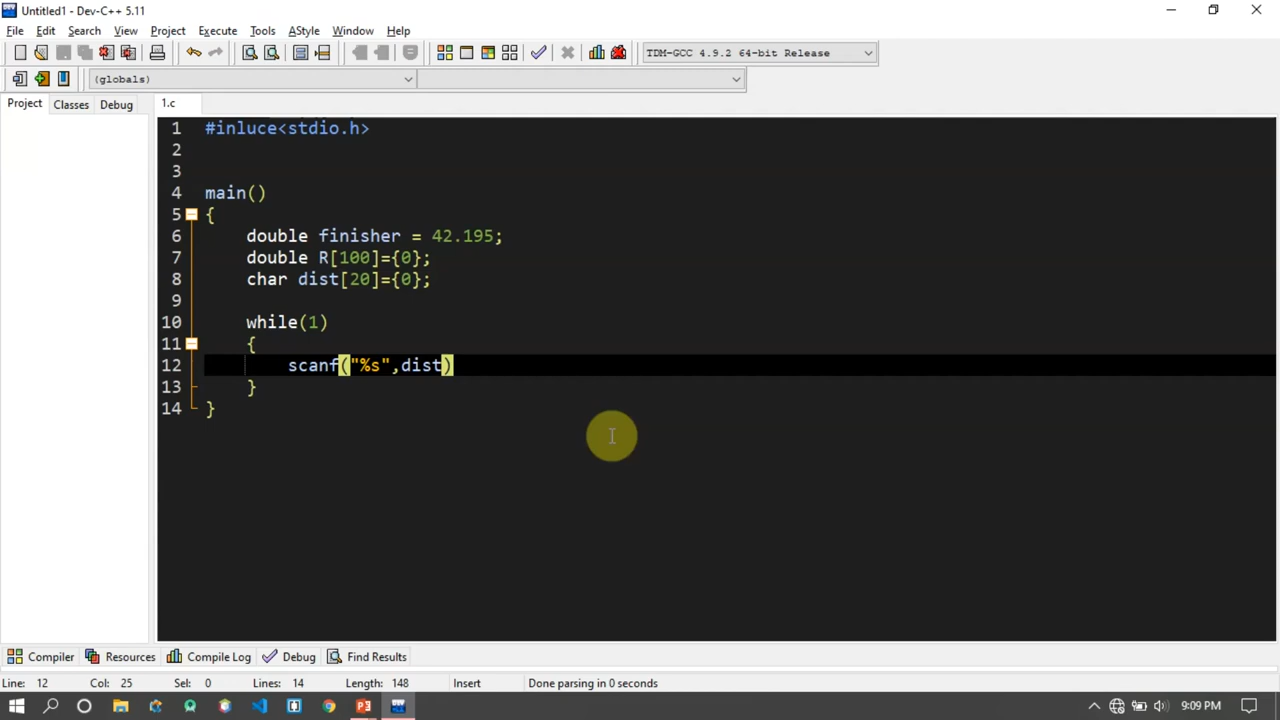 Untitled1 - Dev-C++ 5.11
File Edit Search View Project Execute Tools AStyle Window Help
TDM-GCC 4.9.2 64-bit Release
(globals)
Project Classes Debug 1.c
1 #inluce<stdio.h>
2
3
4 main()
5 {
6 double finisher = 42.195;
7 double R[100]={0};
8 char dist[20]={0};
9
10 while(1)
11 {
12 scanf("%s",dist)
13 }
14 }
Compiler Resources Compile Log Debug Find Results
Line: 12 Col: 25 Sel: 0 Lines: 14 Length: 148 Insert Done parsing in 0 seconds
9:09 PM